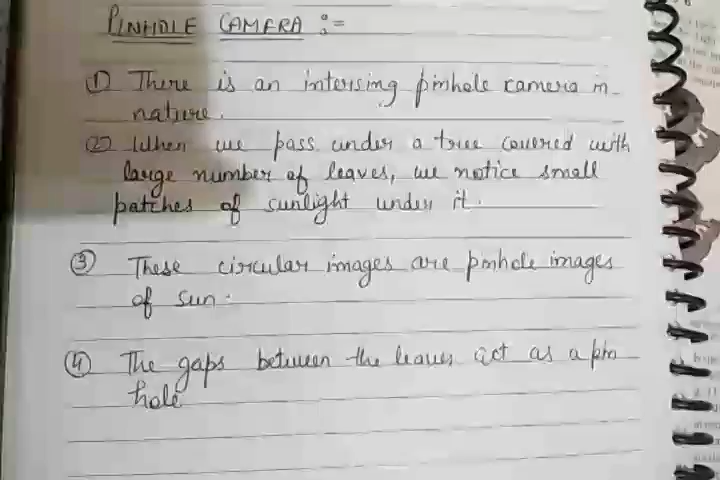 PINHOLE CAMERA :=
① There is an intersing pinhole camera in
nature.
② When we pass under a tree covered with
large number of leaves, we notice small
patches of sunlight under it.
③ These circular images are pinhole images
of sun.
④ The gaps between the leaves act as a pin
hole